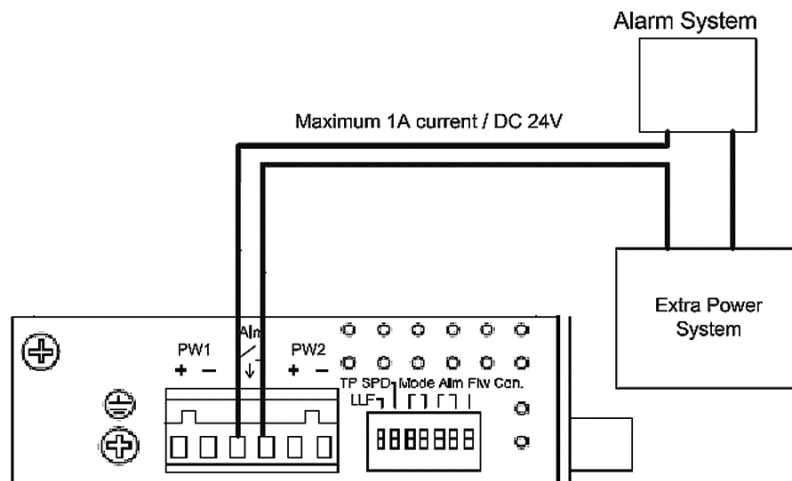 Alarm System
Maximum 1A current / DC 24V
Extra Power
System
Alm
PW1
PW2
+ −
+ −
TP SPD Mode Alm Flw Con.
LLF